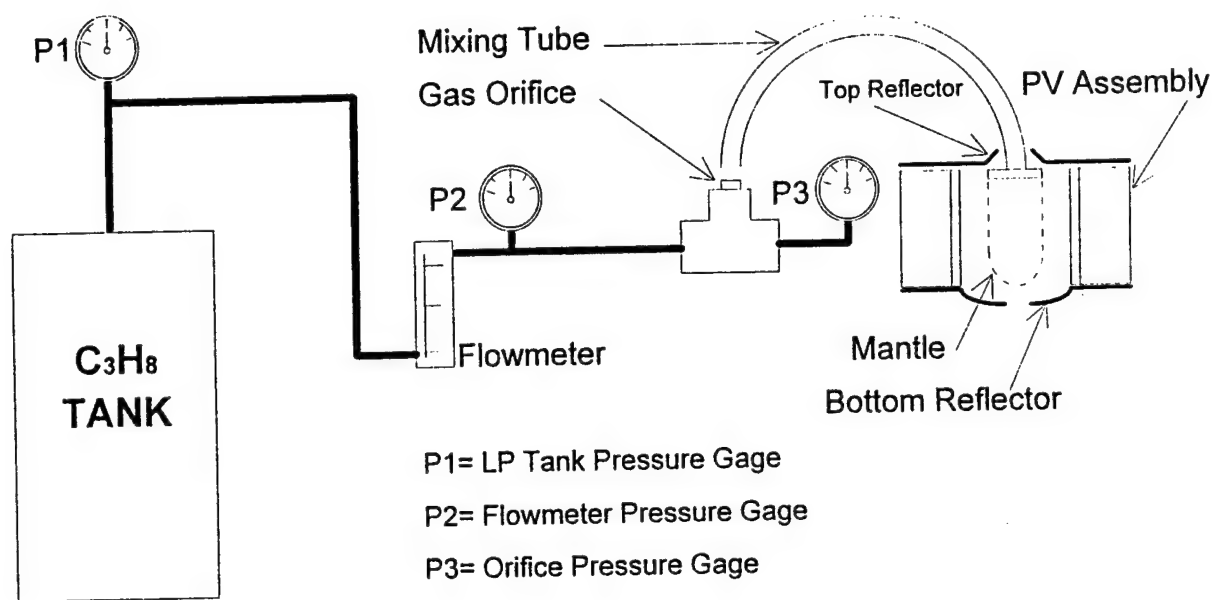 P1
Mixing Tube
Gas Orifice
Top Reflector
PV Assembly
P2
P3
C₃H₈
TANK
Flowmeter
Mantle
Bottom Reflector
P1= LP Tank Pressure Gage
P2= Flowmeter Pressure Gage
P3= Orifice Pressure Gage